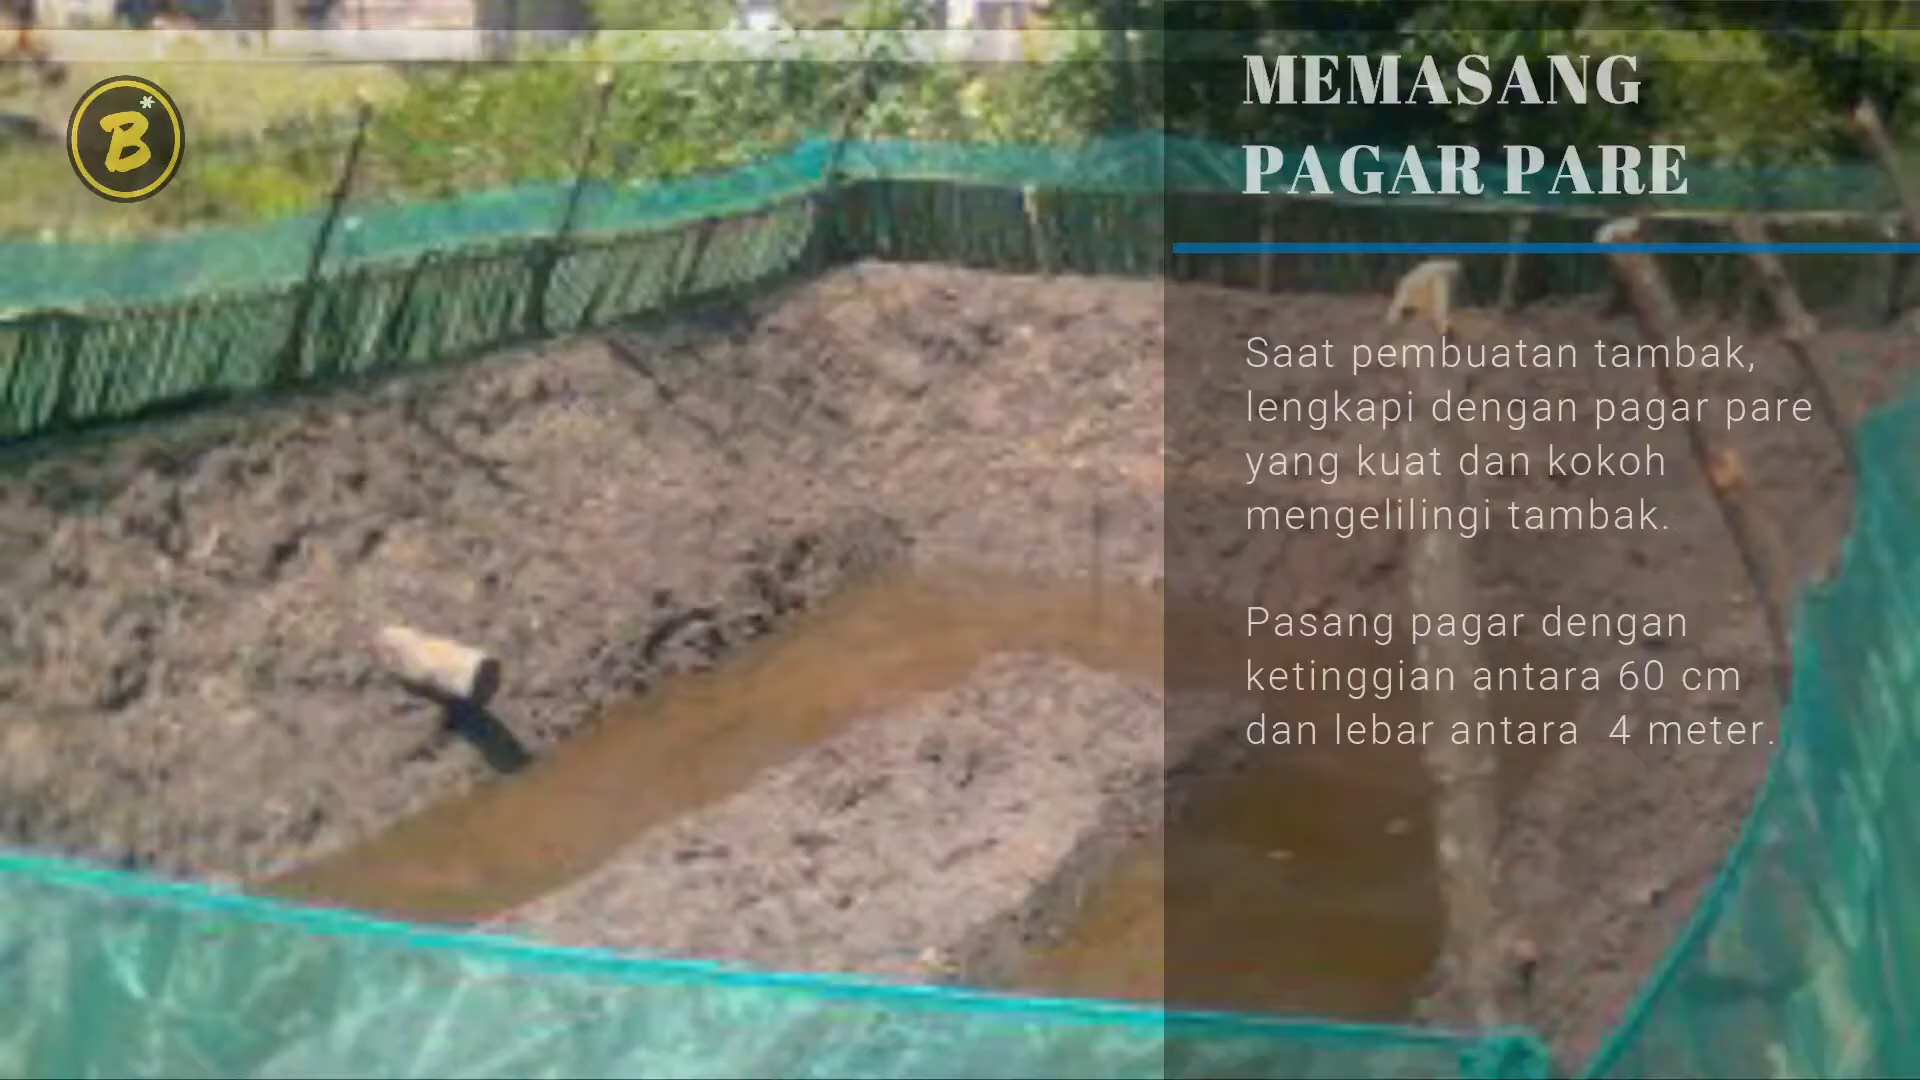 B*
MEMASANG
PAGAR PARE
Saat pembuatan tambak,
lengkapi dengan pagar pare
yang kuat dan kokoh
mengelilingi tambak.
Pasang pagar dengan
ketinggian antara 60 cm
dan lebar antara 4 meter.